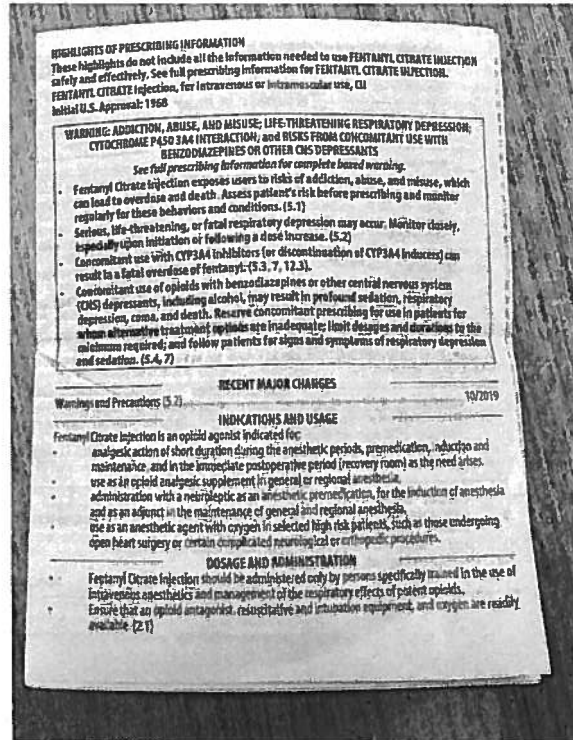 HIGHLIGHTS OF PRESCRIBING INFORMATION
These highlights do not include all the information needed to use FENTANYL CITRATE INJECTION
safely and effectively. See full prescribing information for FENTANYL CITRATE INJECTION.
FENTANYL CITRATE Injection, for intravenous or intramuscular use, CII
Initial U.S. Approval: 1968
WARNING: ADDICTION, ABUSE, AND MISUSE; LIFE-THREATENING RESPIRATORY DEPRESSION;
CYTOCHROME P450 3A4 INTERACTION; and RISKS FROM CONCOMITANT USE WITH
BENZODIAZEPINES OR OTHER CNS DEPRESSANTS
See full prescribing information for complete boxed warning.
• Fentanyl Citrate Injection exposes users to risks of addiction, abuse, and misuse, which
can lead to overdose and death. Assess patient's risk before prescribing and monitor
regularly for these behaviors and conditions. (5.1)
• Serious, life-threatening, or fatal respiratory depression may occur. Monitor closely,
especially upon initiation or following a dose increase. (5.2)
• Concomitant use with CYP3A4 inhibitors (or discontinuation of CYP3A4 inducers) can
result in a fatal overdose of fentanyl. (5.3, 7, 12.3).
• Concomitant use of opioids with benzodiazepines or other central nervous system
(CNS) depressants, including alcohol, may result in profound sedation, respiratory
depression, coma, and death. Reserve concomitant prescribing for use in patients for
whom alternative treatment options are inadequate; limit dosages and durations to the
minimum required; and follow patients for signs and symptoms of respiratory depression
and sedation. (5.4, 7)
RECENT MAJOR CHANGES
Warnings and Precautions (5.2) 10/2019
INDICATIONS AND USAGE
Fentanyl Citrate Injection is an opioid agonist indicated for:
• analgesic action of short duration during the anesthetic periods, premedication, induction and
maintenance, and in the immediate postoperative period (recovery room) as the need arises.
• use as an opioid analgesic supplement in general or regional anesthesia.
• administration with a neuroleptic as an anesthetic premedication, for the induction of anesthesia
and as an adjunct in the maintenance of general and regional anesthesia.
• use as an anesthetic agent with oxygen in selected high risk patients, such as those undergoing
open heart surgery or certain complicated neurological or orthopedic procedures.
DOSAGE AND ADMINISTRATION
• Fentanyl Citrate Injection should be administered only by persons specifically trained in the use of
intravenous anesthetics and management of the respiratory effects of potent opioids.
• Ensure that an opioid antagonist, resuscitative and intubation equipment, and oxygen are readily
available. (2.1)